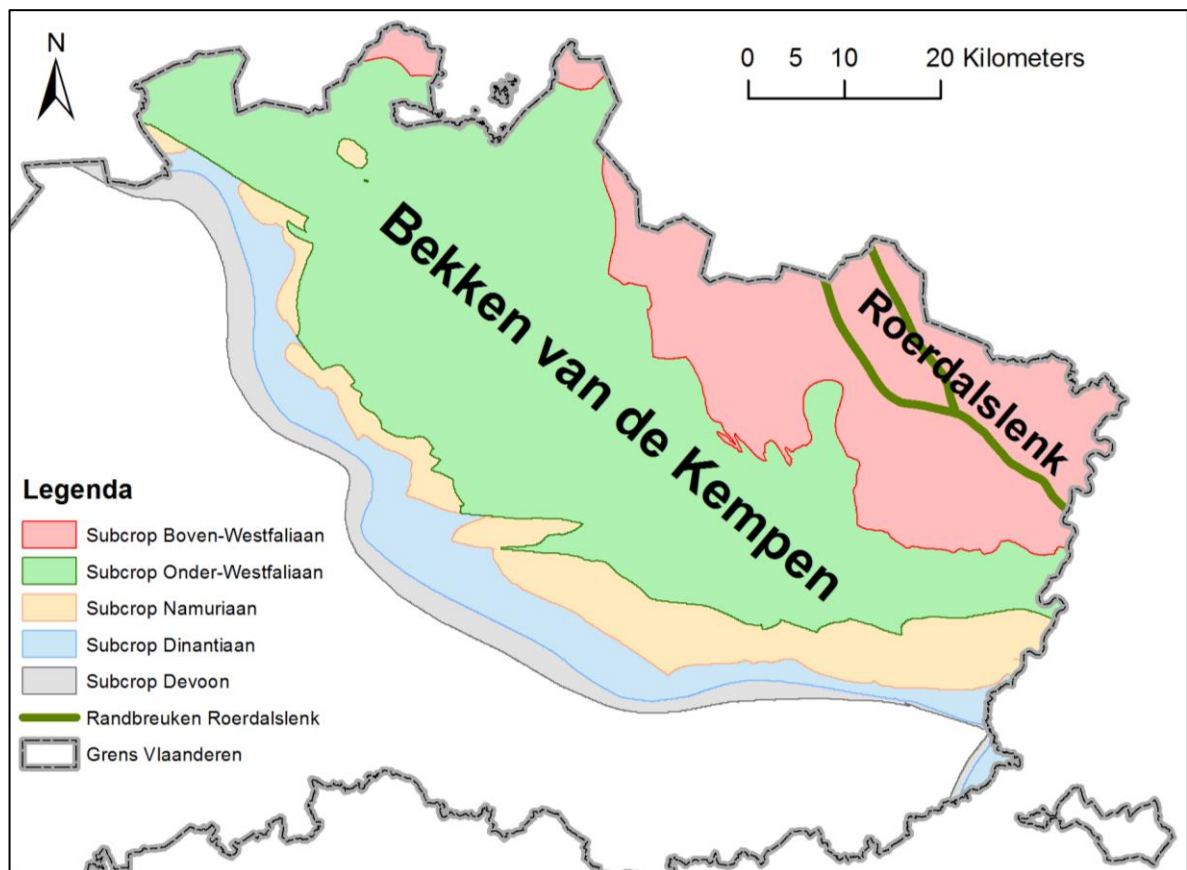 N
0 5 10 20 Kilometers
Bekken van de Kempen
Roerdalslenk
Legenda
Subcrop Boven-Westfaliaan
Subcrop Onder-Westfaliaan
Subcrop Namuriaan
Subcrop Dinantiaan
Subcrop Devoon
Randbreuken Roerdalslenk
Grens Vlaanderen